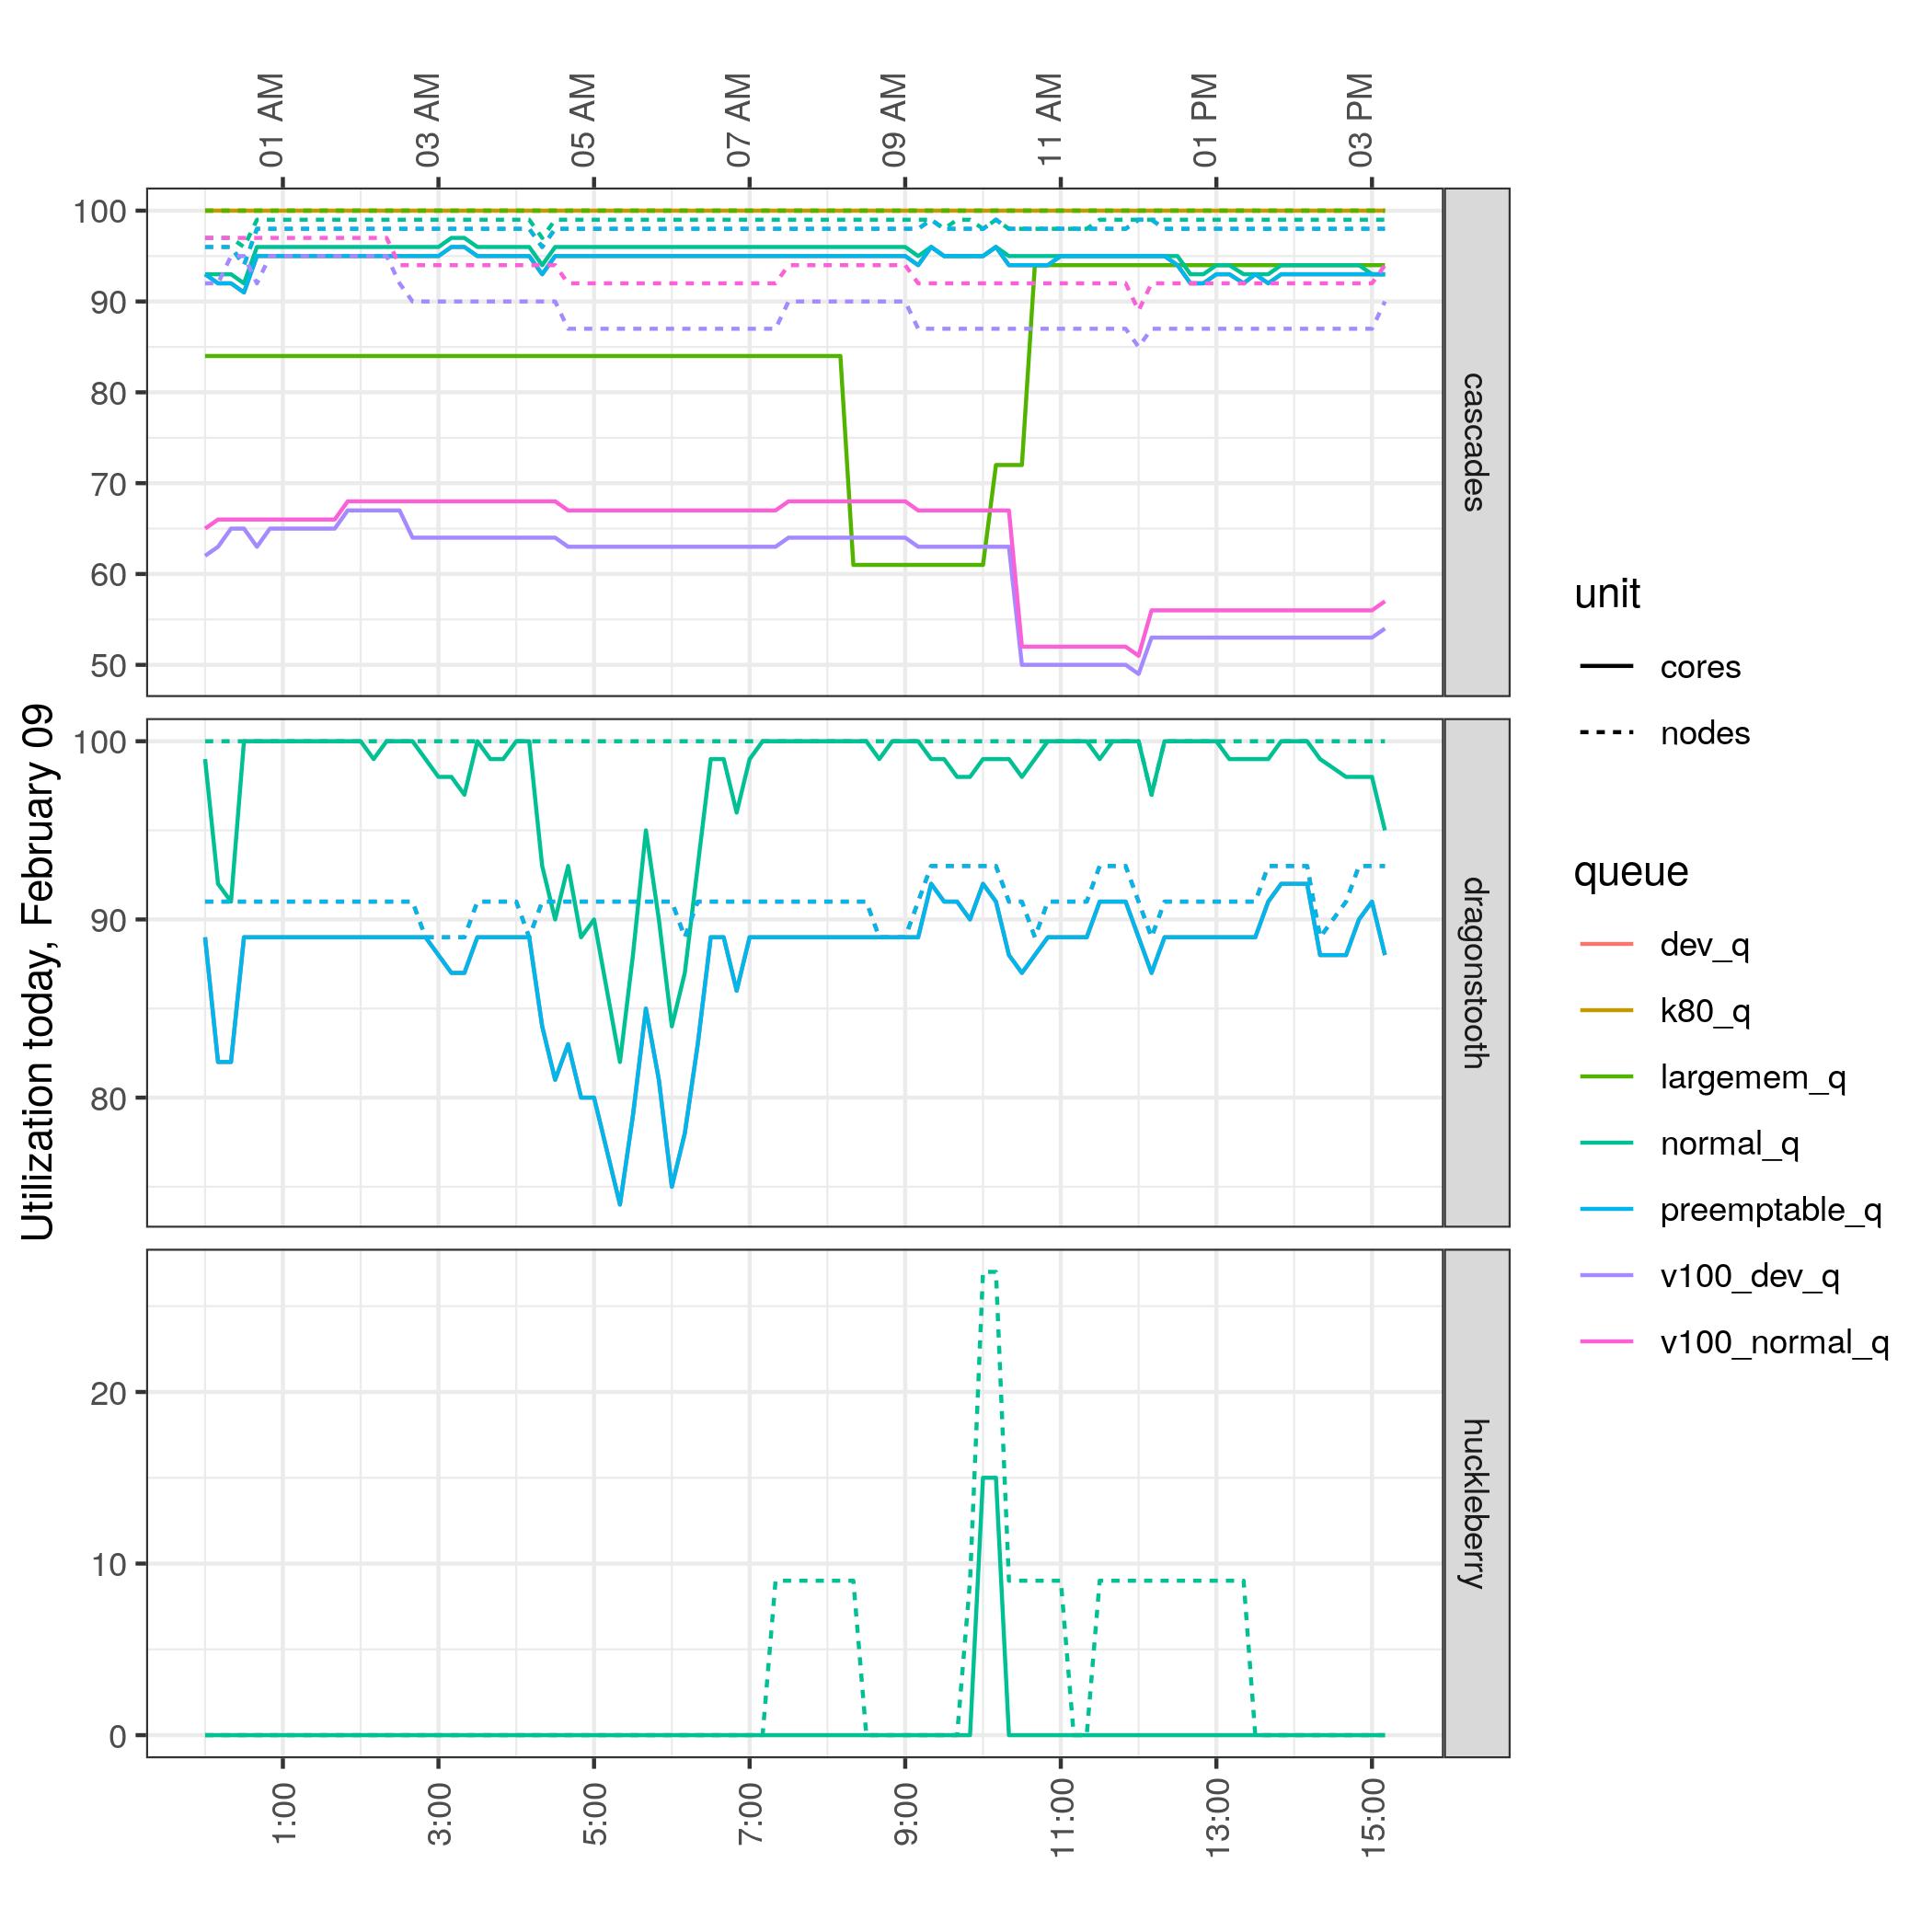 01 AM
03 AM
05 AM
07 AM
09 AM
11 AM
01 PM
03 PM
Utilization today, February 09
100
90
80
70
60
50
cascades
100
90
80
dragonstooth
20
10
0
huckleberry
1:00
3:00
5:00
7:00
9:00
11:00
13:00
15:00
unit
cores
nodes
queue
dev_q
k80_q
largemem_q
normal_q
preemptable_q
v100_dev_q
v100_normal_q